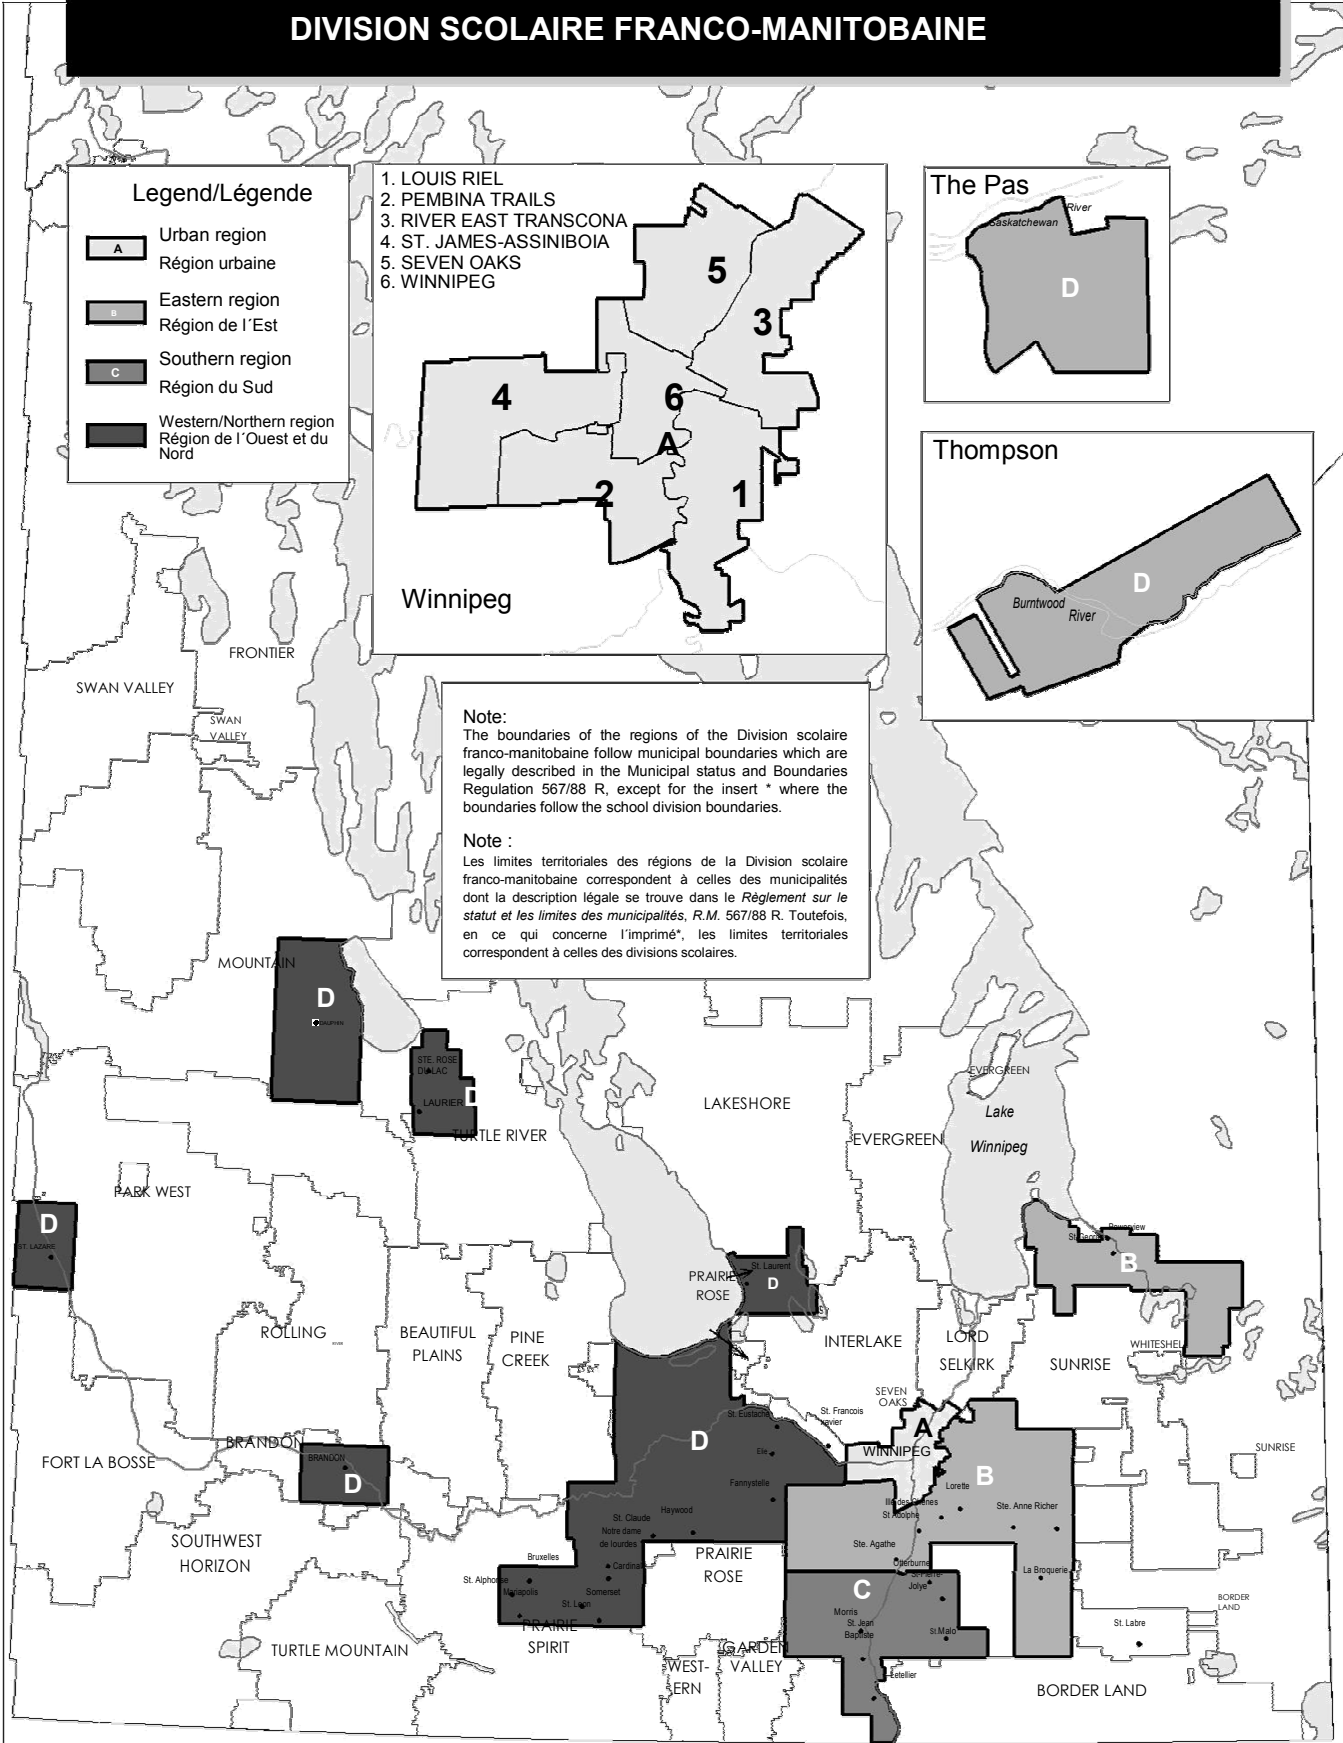 DIVISION SCOLAIRE FRANCO-MANITOBAINE
Legend/Légende
A
Urban region
Région urbaine
B
Eastern region
Région de l´Est
C
Southern region
Région du Sud
Western/Northern region
Région de l´Ouest et du
Nord
1. LOUIS RIEL
2. PEMBINA TRAILS
3. RIVER EAST TRANSCONA
4. ST. JAMES-ASSINIBOIA
5. SEVEN OAKS
6. WINNIPEG
5
3
4
6
A
2
1
Winnipeg
The Pas
Saskatchewan
River
D
Thompson
D
Burntwood
River
Note:
The boundaries of the regions of the Division scolaire
franco-manitobaine follow municipal boundaries which are
legally described in the Municipal status and Boundaries
Regulation 567/88 R, except for the insert * where the
boundaries follow the school division boundaries.
Note :
Les limites territoriales des régions de la Division scolaire
franco-manitobaine correspondent à celles des municipalités
dont la description légale se trouve dans le Règlement sur le
statut et les limites des municipalités, R.M. 567/88 R. Toutefois,
en ce qui concerne l´imprimé*, les limites territoriales
correspondent à celles des divisions scolaires.
FRONTIER
SWAN VALLEY
SWAN
VALLEY
MOUNTAIN
D
DAUPHIN
STE. ROSE
DU LAC
D
LAURIER
TURTLE RIVER
LAKESHORE
EVERGREEN
EVERGREEN
Lake
Winnipeg
PARK WEST
D
ST. LAZARE
Powerview
St.Georges
B
St. Laurent
D
PRAIRIE
ROSE
ROLLING
RIVER
BEAUTIFUL
PLAINS
PINE
CREEK
INTERLAKE
LORD
SELKIRK
SUNRISE
WHITESHELL
SEVEN
OAKS
St. Francois
xavier
St. Eustache
A
WINNIPEG
D
Elie
BRANDON
BRANDON
D
FORT LA BOSSE
SUNRISE
B
Lorette
Fannystelle
Ille des Chenes
St Adolphe
Ste. Anne Richer
Haywood
St. Claude
Notre dame
de lourdes
Ste. Agathe
SOUTHWEST
HORIZON
Bruxelles
Cardinal
PRAIRIE
ROSE
Otterburne
St-Pierre-
Jolye
La Broquerie
St. Alphonse
Mariapolis
Somerset
St. Leon
C
Morris
St. Jean
Baptiste
St.Malo
BORDER
LAND
St. Labre
PRAIRIE
SPIRIT
TURTLE MOUNTAIN
GARDEN
VALLEY
WEST-
ERN
Letellier
BORDER LAND